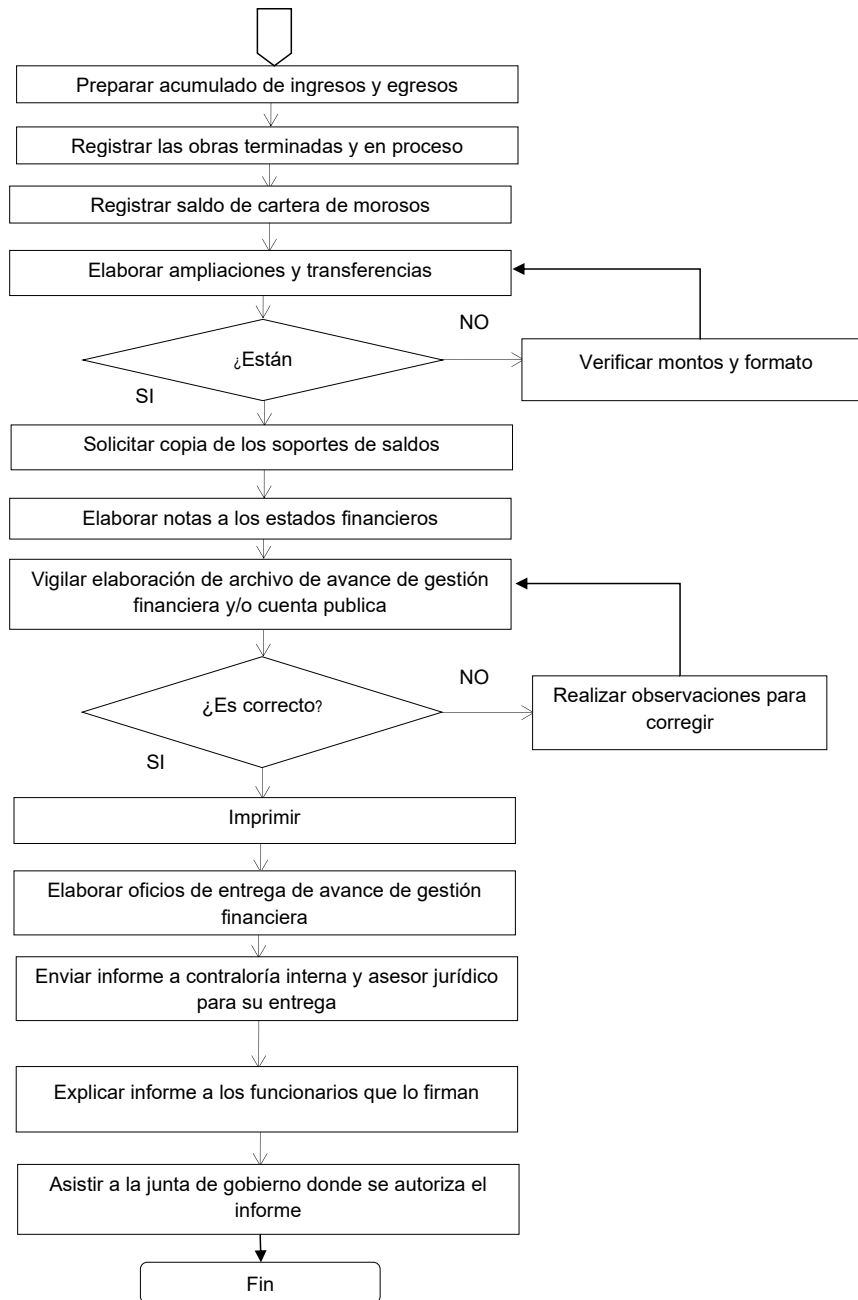 Preparar acumulado de ingresos y egresos
Registrar las obras terminadas y en proceso
Registrar saldo de cartera de morosos
Elaborar ampliaciones y transferencias
NO
¿Están
Verificar montos y formato
SI
Solicitar copia de los soportes de saldos
Elaborar notas a los estados financieros
Vigilar elaboración de archivo de avance de gestión
financiera y/o cuenta publica
NO
¿Es correcto?
Realizar observaciones para
corregir
SI
Imprimir
Elaborar oficios de entrega de avance de gestión
financiera
Enviar informe a contraloría interna y asesor jurídico
para su entrega
Explicar informe a los funcionarios que lo firman
Asistir a la junta de gobierno donde se autoriza el
informe
Fin